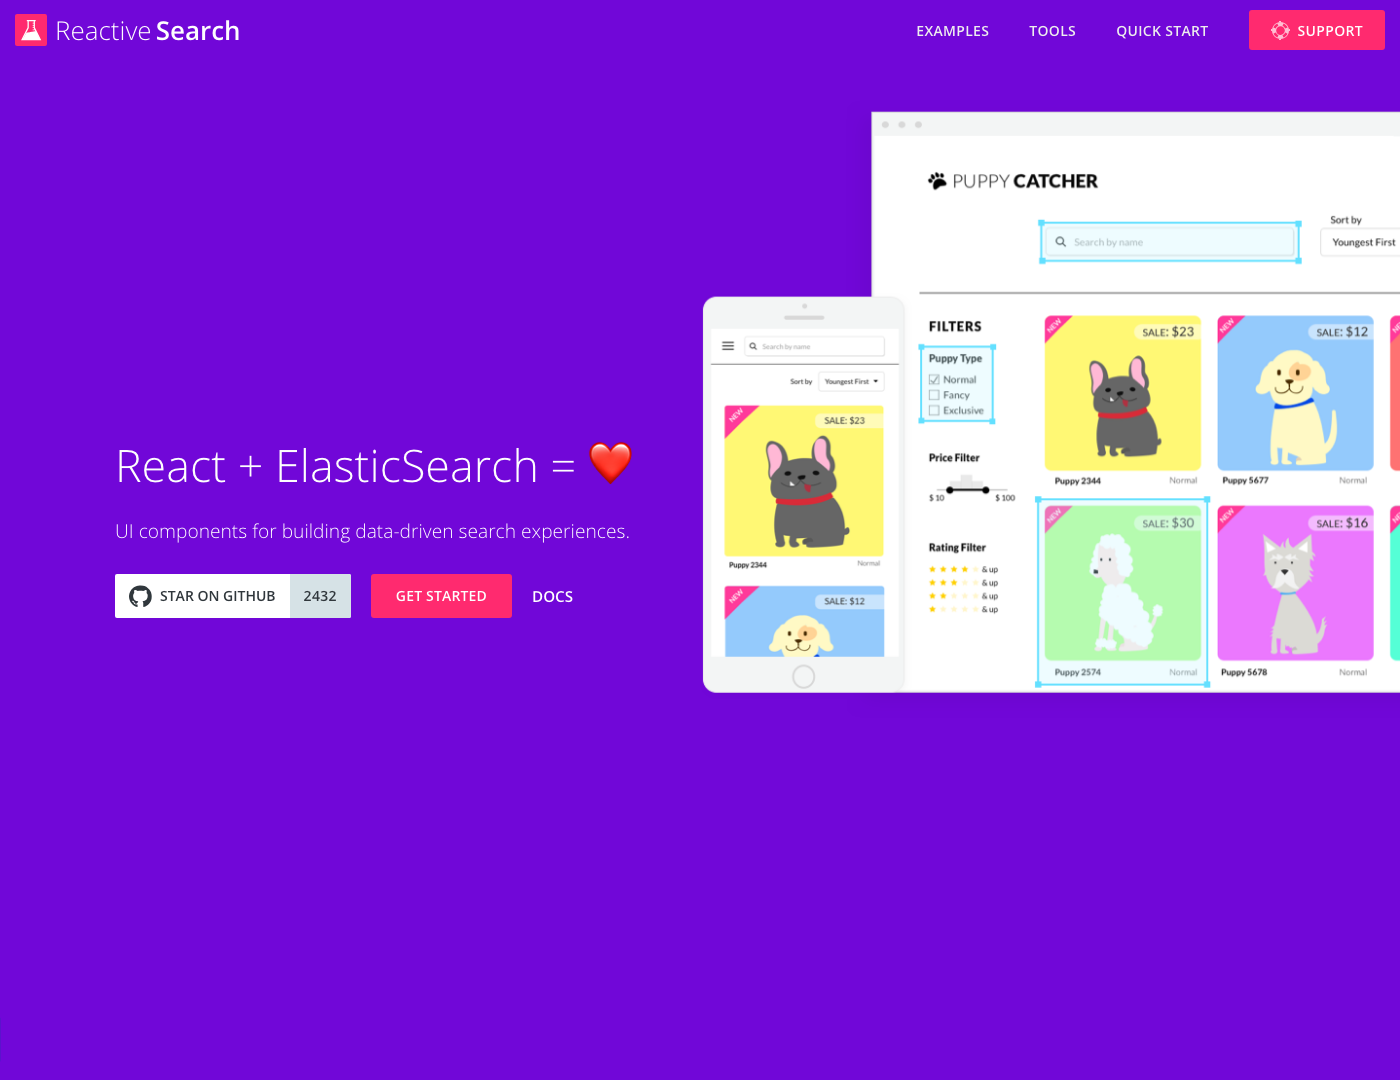 Reactive Search
EXAMPLES
TOOLS
QUICK START
SUPPORT
React + ElasticSearch = ❤️
UI components for building data-driven search experiences.
STAR ON GITHUB
2432
GET STARTED
DOCS
PUPPY CATCHER
Search by name
Sort by
Youngest First
FILTERS
Puppy Type
Normal
Fancy
Exclusive
Price Filter
$ 10
$ 100
Rating Filter
& up
& up
& up
& up
NEW
SALE: $23
Puppy 2344
Normal
NEW
SALE: $12
Puppy 5677
Normal
NEW
SALE: $30
Puppy 2574
Normal
NEW
SALE: $16
Puppy 5678
Normal
Search by name
Sort by
Youngest First
NEW
SALE: $23
Puppy 2344
Normal
NEW
SALE: $12